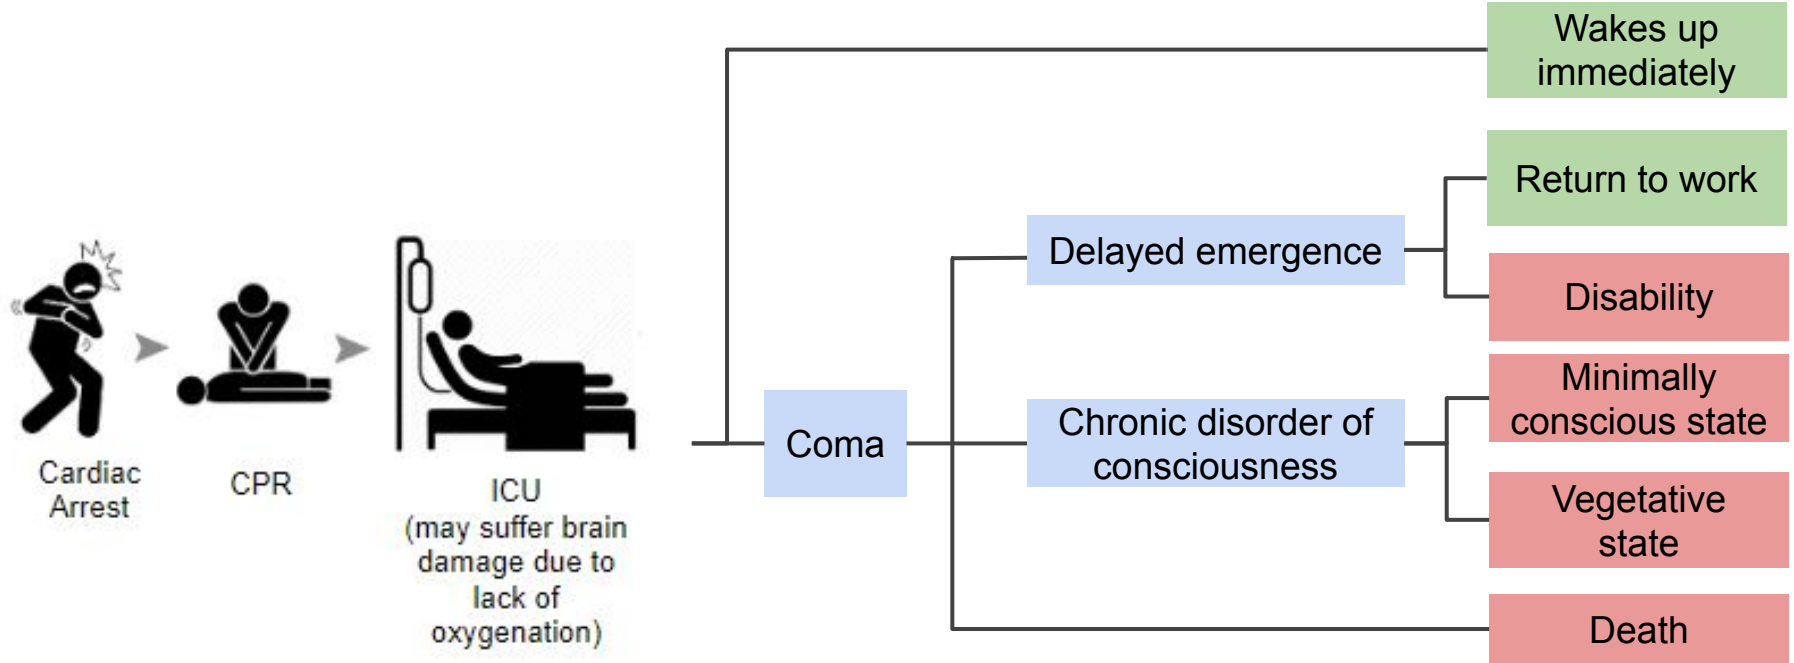 Cardiac
Arrest
CPR
ICU
(may suffer brain
damage due to
lack of
oxygenation)
Coma
Delayed emergence
Chronic disorder of
consciousness
Wakes up
immediately
Return to work
Disability
Minimally
conscious state
Vegetative
state
Death